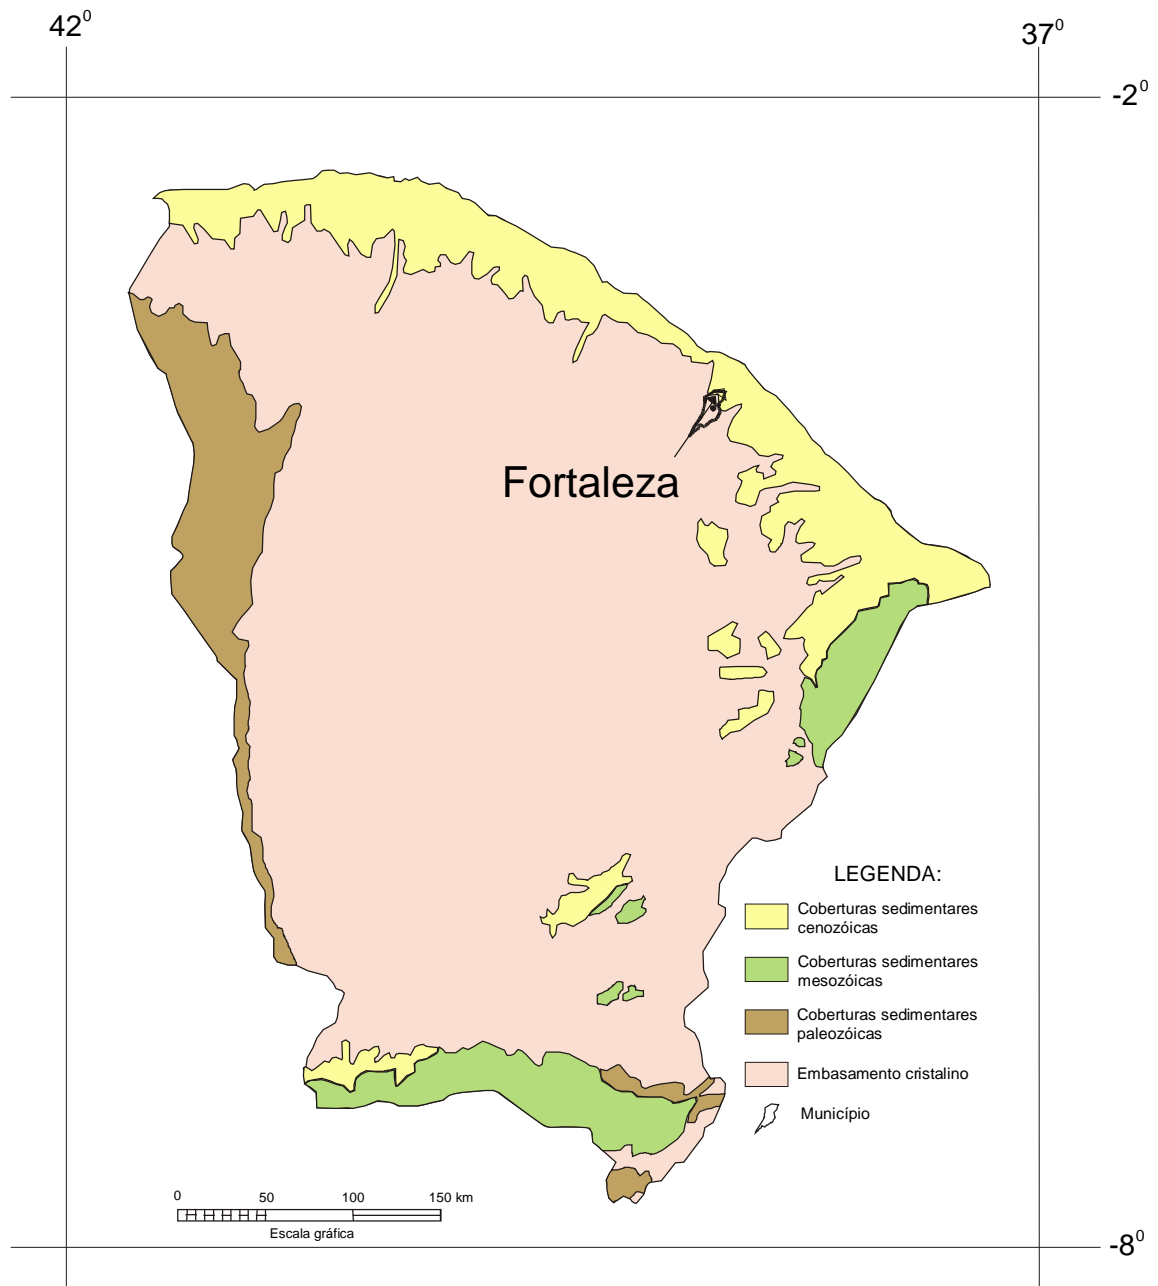 42⁰
37⁰
-2⁰
Fortaleza
LEGENDA:
Coberturas sedimentares
cenozóicas
Coberturas sedimentares
mesozóicas
Coberturas sedimentares
paleozóicas
Embasamento cristalino
Município
0 50 100 150 km
Escala gráfica
-8⁰